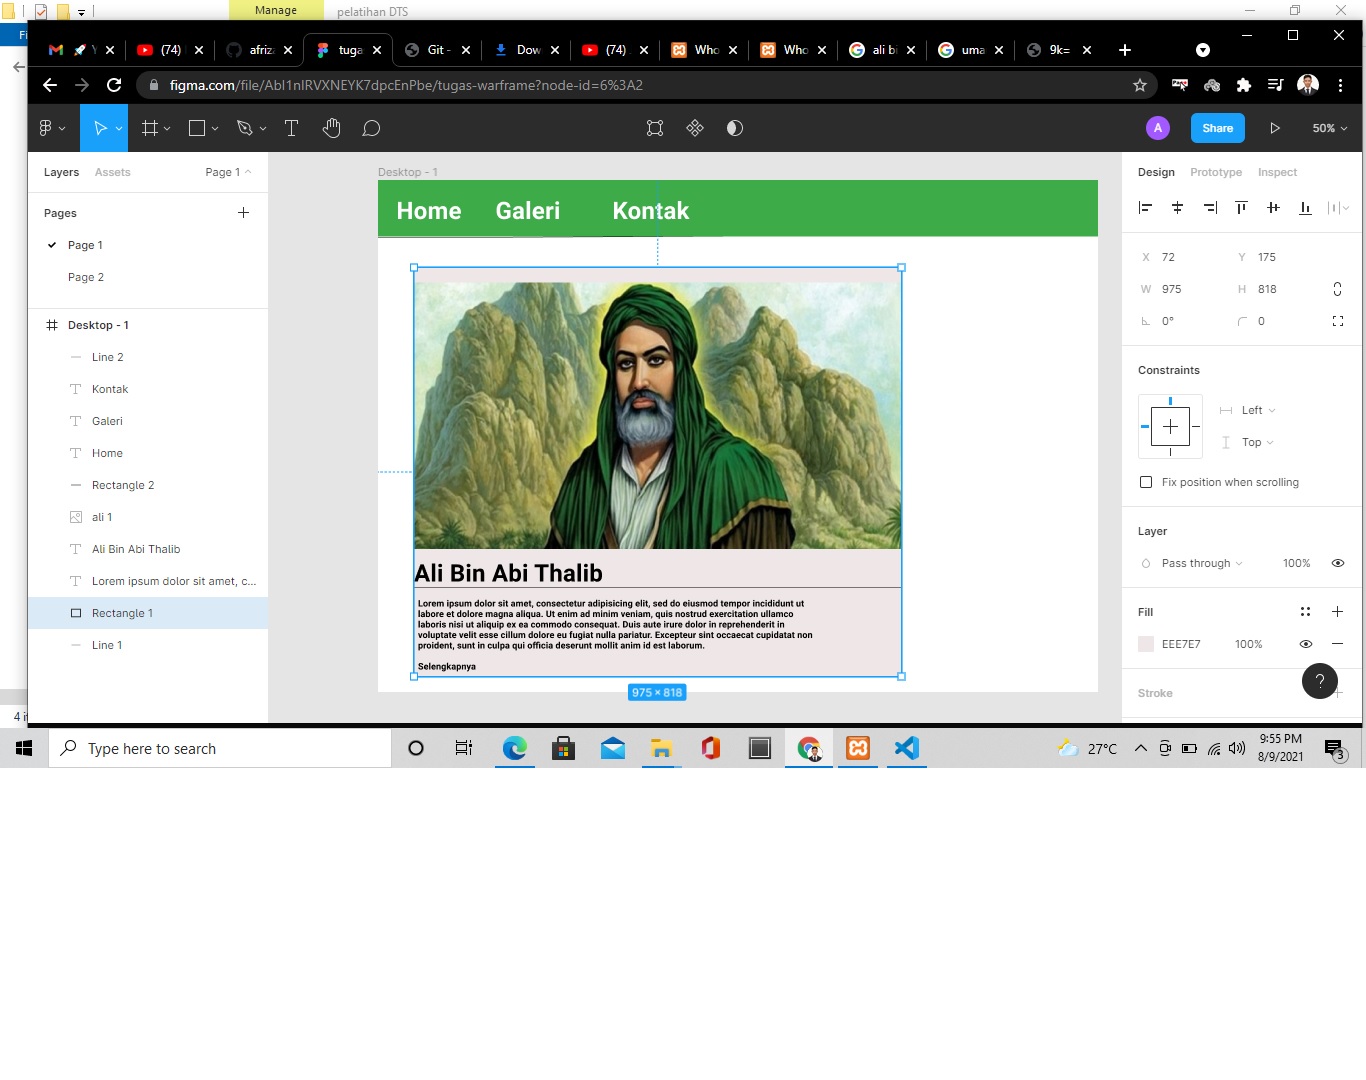 Manage
pelatihan DTS
Fi
Y
(74)
afriz
tuga
Git -
Dow
(74)
Who
Who
ali bi
uma
9k=
figma.com/file/AbI1nIRVXNEYK7dpcEnPbe/tugas-warframe?node-id=6%3A2
A
Share
50%
Layers
Assets
Page 1
Pages
Page 1
Page 2
Desktop - 1
Line 2
Kontak
Galeri
Home
Rectangle 2
ali 1
Ali Bin Abi Thalib
Lorem ipsum dolor sit amet, c...
Rectangle 1
Line 1
Desktop - 1
Home
Galeri
Kontak
Ali Bin Abi Thalib
Lorem ipsum dolor sit amet, consectetur adipisicing elit, sed do eiusmod tempor incididunt ut
labore et dolore magna aliqua. Ut enim ad minim veniam, quis nostrud exercitation ullamco
laboris nisi ut aliquip ex ea commodo consequat. Duis aute irure dolor in reprehenderit in
voluptate velit esse cillum dolore eu fugiat nulla pariatur. Excepteur sint occaecat cupidatat non
proident, sunt in culpa qui officia deserunt mollit anim id est laborum.
Selengkapnya
975 × 818
Design
Prototype
Inspect
X 72
Y 175
W 975
H 818
0°
0
Constraints
Left
Top
Fix position when scrolling
Layer
Pass through
100%
Fill
EEE7E7
100%
Stroke
?
4 i
Type here to search
27°C
9:55 PM
8/9/2021
3